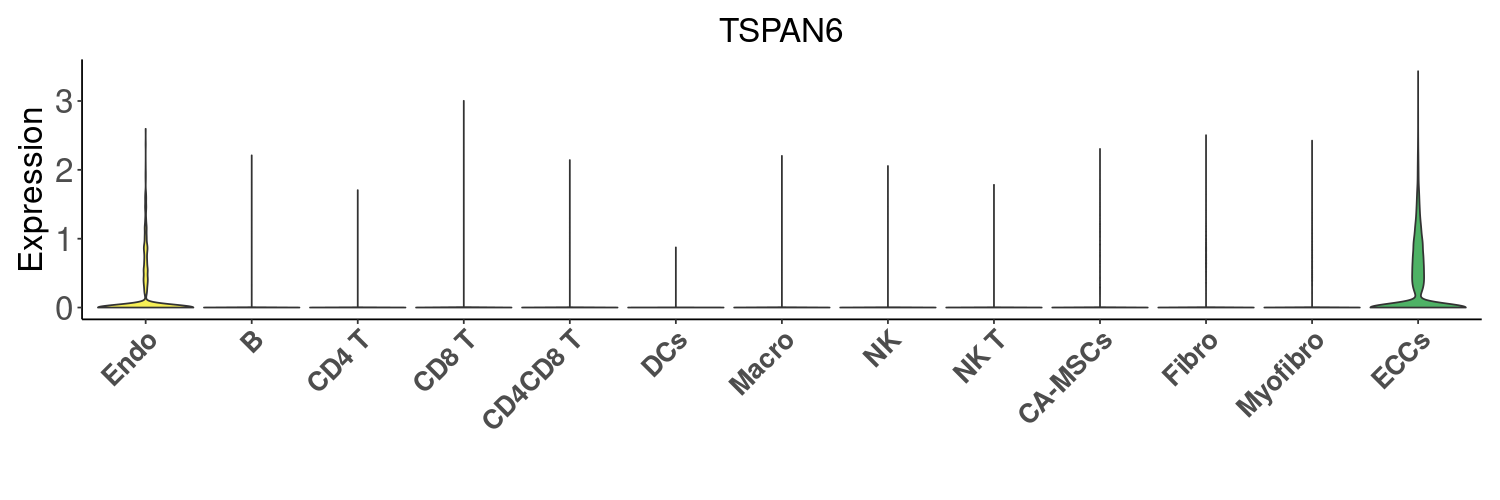 TSPAN6
Expression
3
2
1
0
Endo
B
CD4 T
CD8 T
CD4CD8 T
DCs
Macro
NK
NK T
CA-MSCs
Fibro
Myofibro
ECCs